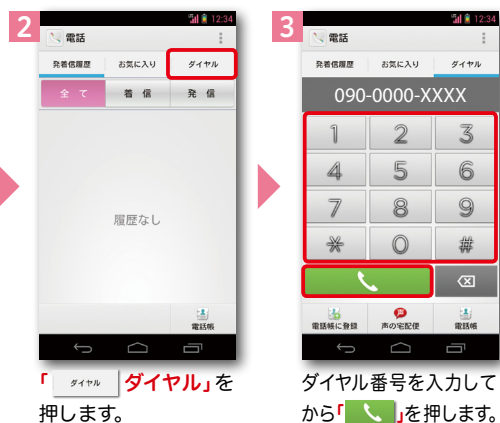 2
12:34
電話
発着信履歴 お気に入り ダイヤル
全て 着信 発信
履歴なし
電話帳
「 ダイヤル ダイヤル」を
押します。
3
12:34
電話
発着信履歴 お気に入り ダイヤル
090-0000-XXXX
1 2 3
4 5 6
7 8 9
* 0 #
電話帳に登録 声の宅配便 電話帳
ダイヤル番号を入力して
から「 」を押します。